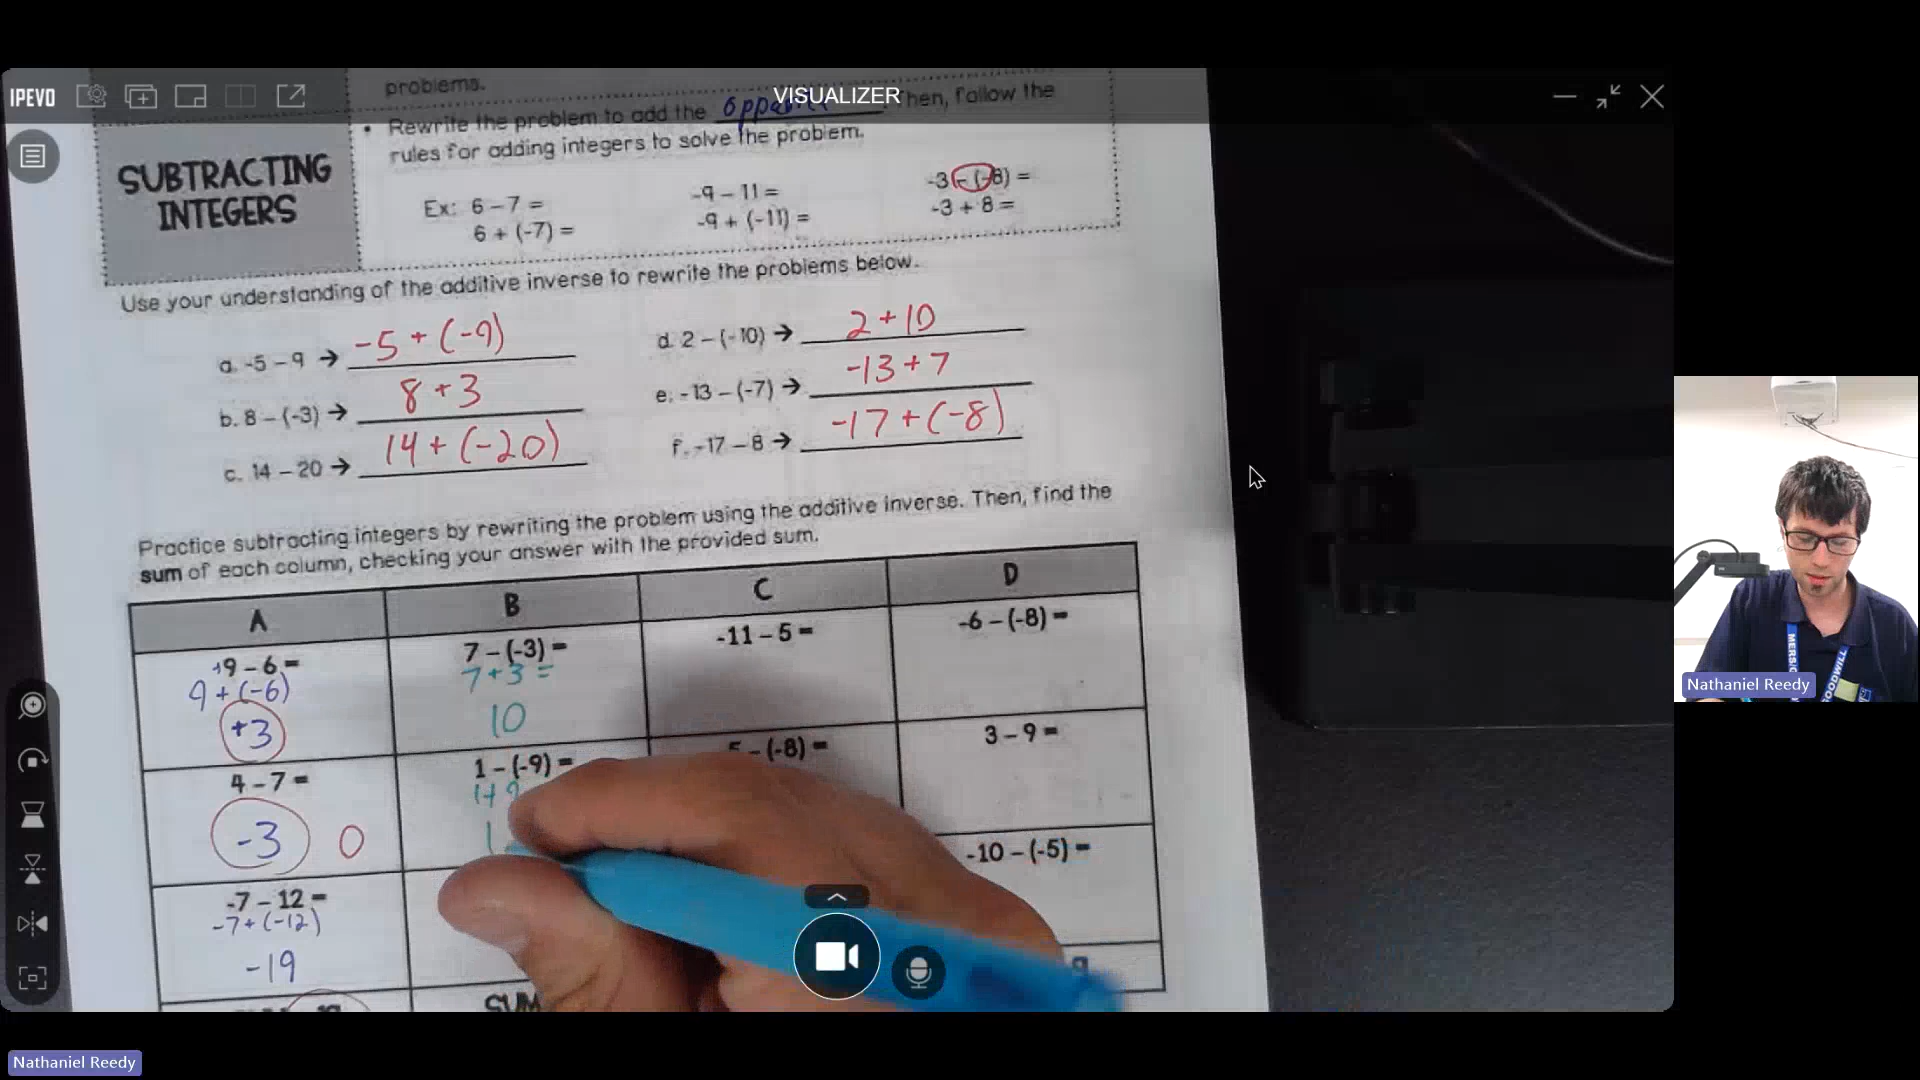 IPEVO
VISUALIZER
problems.
• Rewrite the problem to add the opposite. Then, follow the
rules for adding integers to solve the problem.
SUBTRACTING
INTEGERS
Ex: 6 – 7 =
6 + (-7) =
-9 – 11 =
-9 + (-11) =
-3 – (-8) =
-3 + 8 =
Use your understanding of the additive inverse to rewrite the problems below.
a. -5 – 9 → -5 + (-9)
b. 8 – (-3) → 8 + 3
c. 14 – 20 → 14 + (-20)
d. 2 – (-10) → 2 + 10
e. -13 – (-7) → -13 + 7
f. -17 – 8 → -17 + (-8)
Practice subtracting integers by rewriting the problem using the additive inverse. Then, find the
sum of each column, checking your answer with the provided sum.
A
B
C
D
+9 – 6 =
9 + (-6)
+3
7 – (-3) =
7 + 3 =
10
-11 – 5 =
-6 – (-8) =
4 – 7 =
-3 0
1 – (-9) =
1 + 9
5 – (-8) =
3 – 9 =
-7 – 12 =
-7 + (-12)
-19
-10 – (-5) =
SUM
Nathaniel Reedy
GOODWILL
Nathaniel Reedy